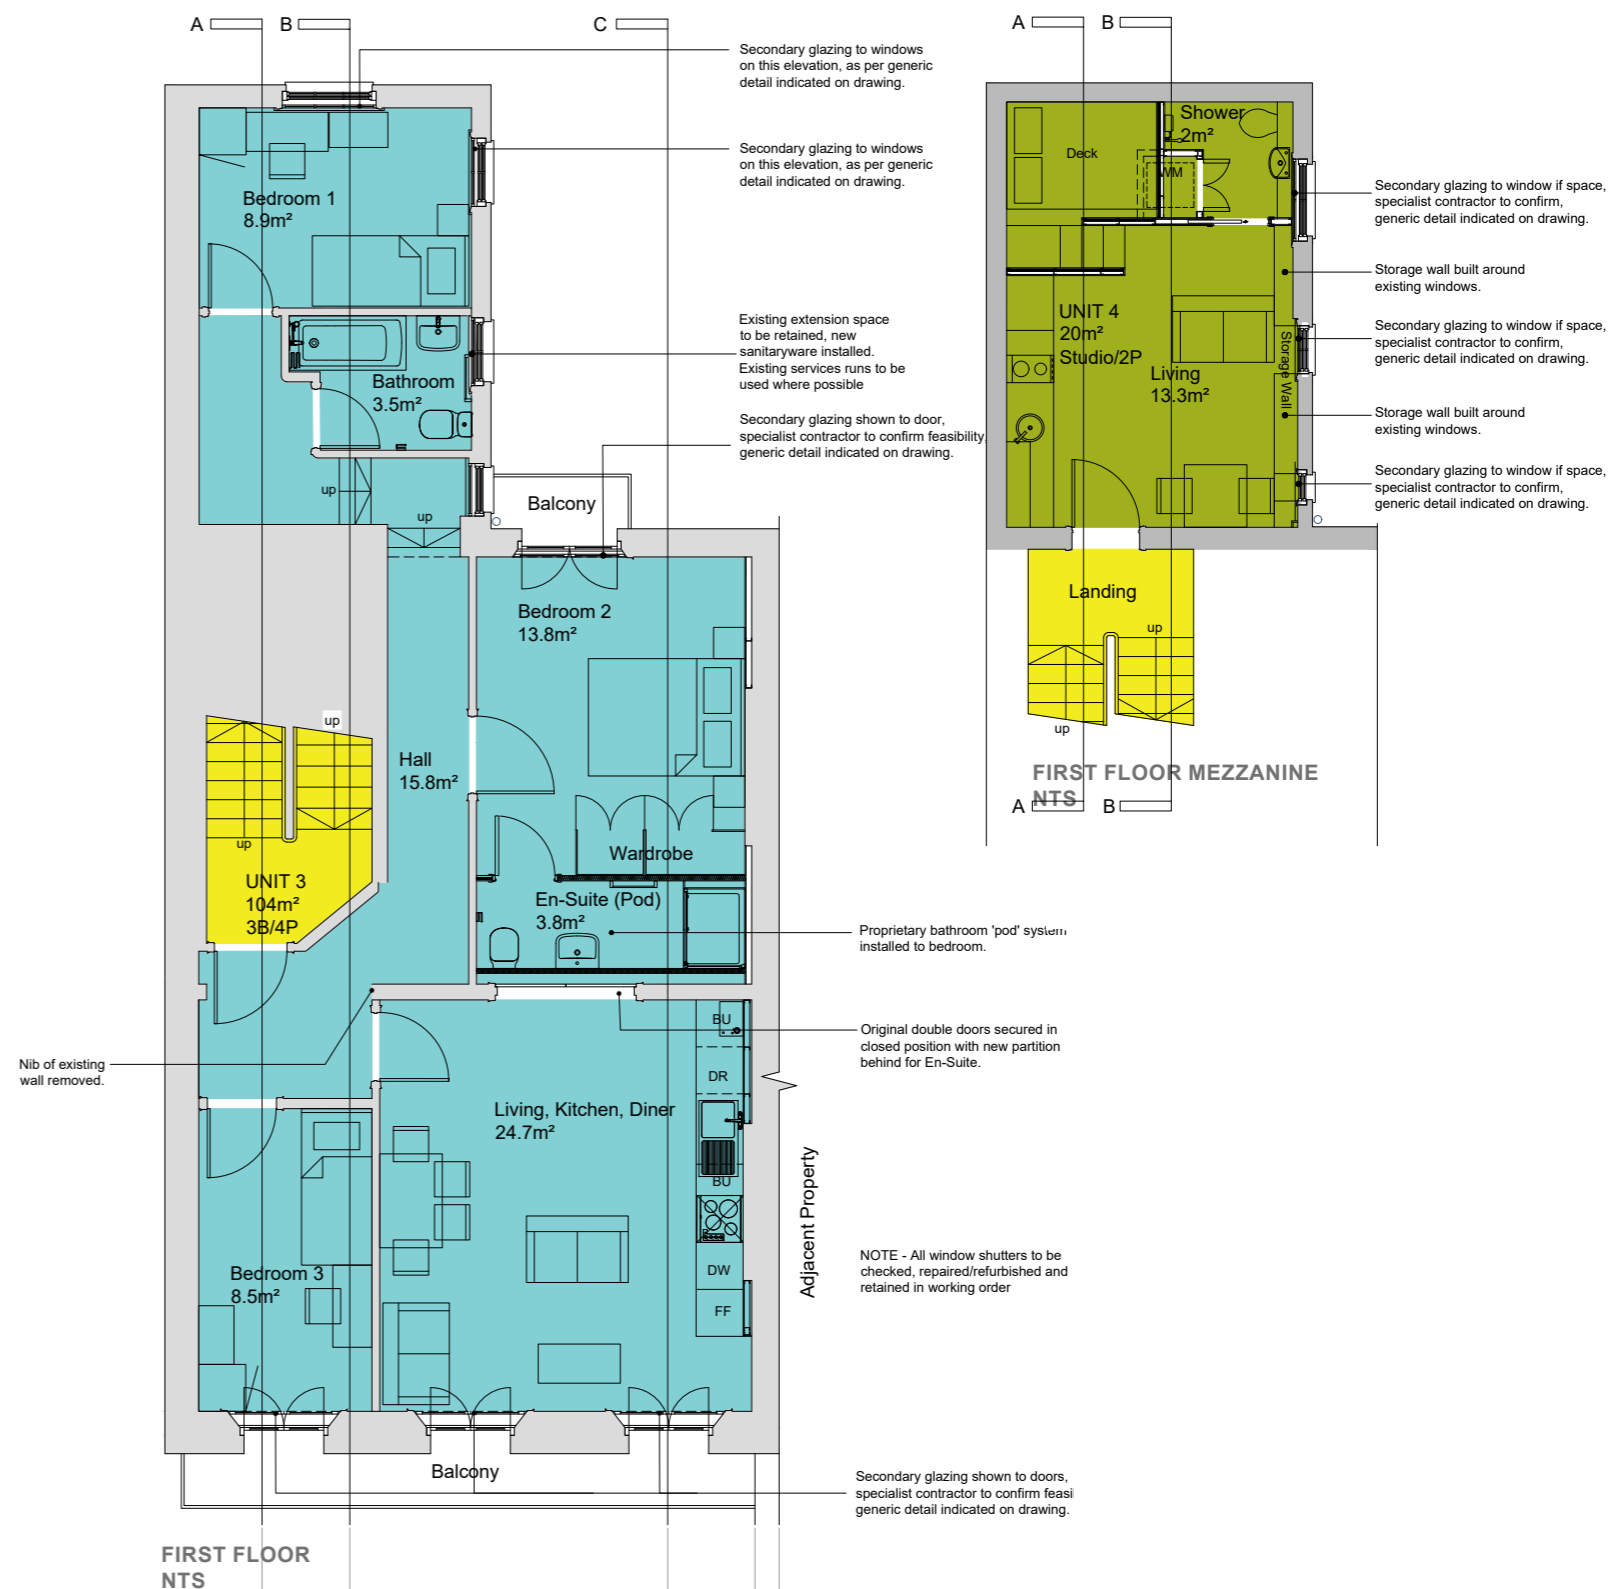 A
B
C
A
B
Secondary glazing to windows
on this elevation, as per generic
detail indicated on drawing.
Secondary glazing to windows
on this elevation, as per generic
detail indicated on drawing.
Bedroom 1
8.9m²
Existing extension space
to be retained, new
sanitaryware installed.
Existing services runs to be
used where possible
Bathroom
3.5m²
Secondary glazing shown to door,
specialist contractor to confirm feasibility,
generic detail indicated on drawing.
up
up
Balcony
Bedroom 2
13.8m²
up
Hall
15.8m²
up
Wardrobe
UNIT 3
104m²
3B/4P
En-Suite (Pod)
3.8m²
Proprietary bathroom 'pod' system
installed to bedroom.
BU
Original double doors secured in
closed position with new partition
behind for En-Suite.
Nib of existing
wall removed.
DR
Living, Kitchen, Diner
24.7m²
BU
Adjacent Property
NOTE - All window shutters to be
checked, repaired/refurbished and
retained in working order
Bedroom 3
8.5m²
DW
FF
Balcony
Secondary glazing shown to doors,
specialist contractor to confirm feasi
generic detail indicated on drawing.
FIRST FLOOR
NTS
Shower
2m²
Deck
WM
Secondary glazing to window if space,
specialist contractor to confirm,
generic detail indicated on drawing.
Storage wall built around
existing windows.
UNIT 4
20m²
Studio/2P
Secondary glazing to window if space,
specialist contractor to confirm,
generic detail indicated on drawing.
Living
13.3m²
Storage Wall
Storage wall built around
existing windows.
Secondary glazing to window if space,
specialist contractor to confirm,
generic detail indicated on drawing.
Landing
up
up
FIRST FLOOR MEZZANINE
NTS
A
B